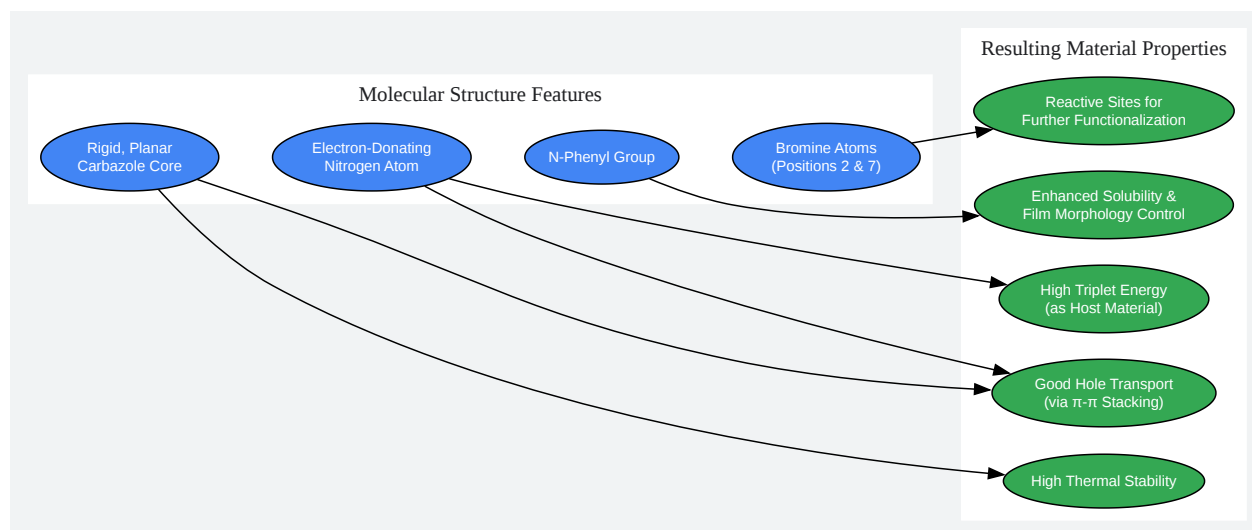 Resulting Material Properties
Molecular Structure Features
Rigid, Planar
Carbazole Core
Electron-Donating
Nitrogen Atom
N-Phenyl Group
Bromine Atoms
(Positions 2 & 7)
Reactive Sites for
Further Functionalization
Enhanced Solubility &
Film Morphology Control
High Triplet Energy
(as Host Material)
Good Hole Transport
(via π-π Stacking)
High Thermal Stability